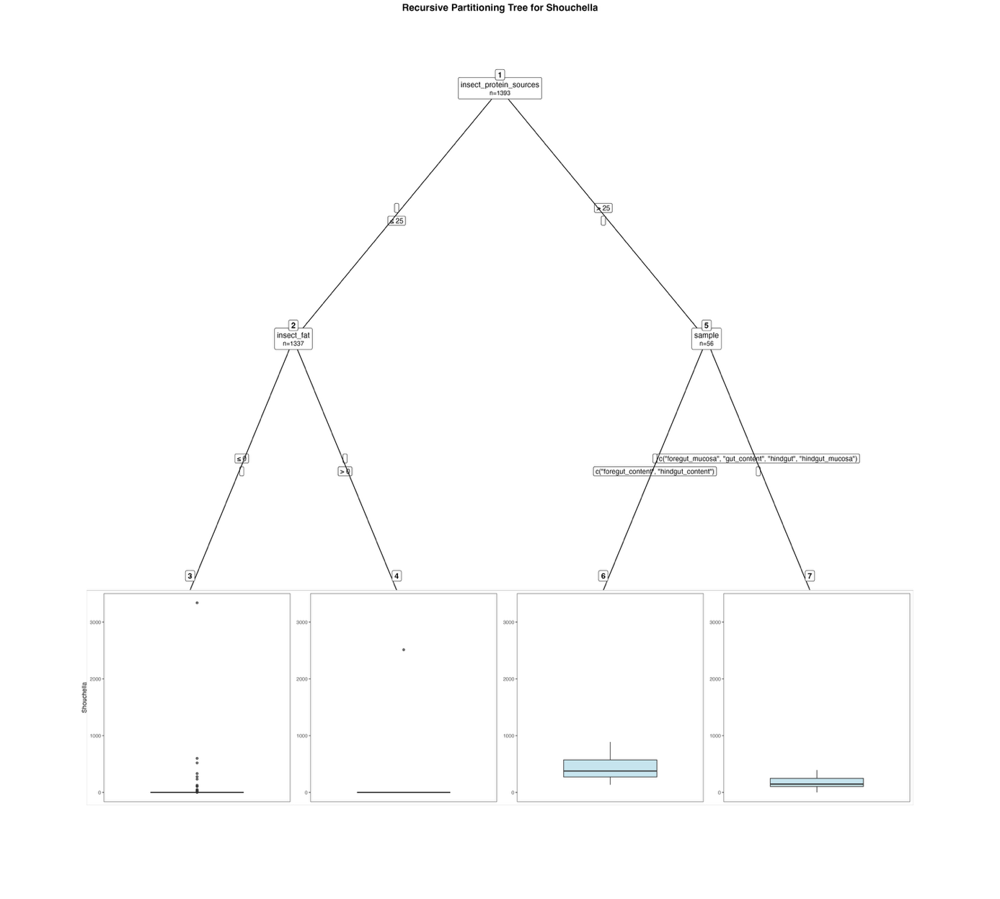 Recursive Partitioning Tree for Shouchella
1
insect_protein_sources
n=1393
≤ 25
> 25
2
insect_fat
n=1337
5
sample
n=56
≤ 0
> 0
c("foregut_mucosa", "gut_content", "hindgut", "hindgut_mucosa")
c("foregut_content", "hindgut_content")
3
4
6
7
Shouchella
3000
2000
1000
0
3000
2000
1000
0
3000
2000
1000
0
3000
2000
1000
0